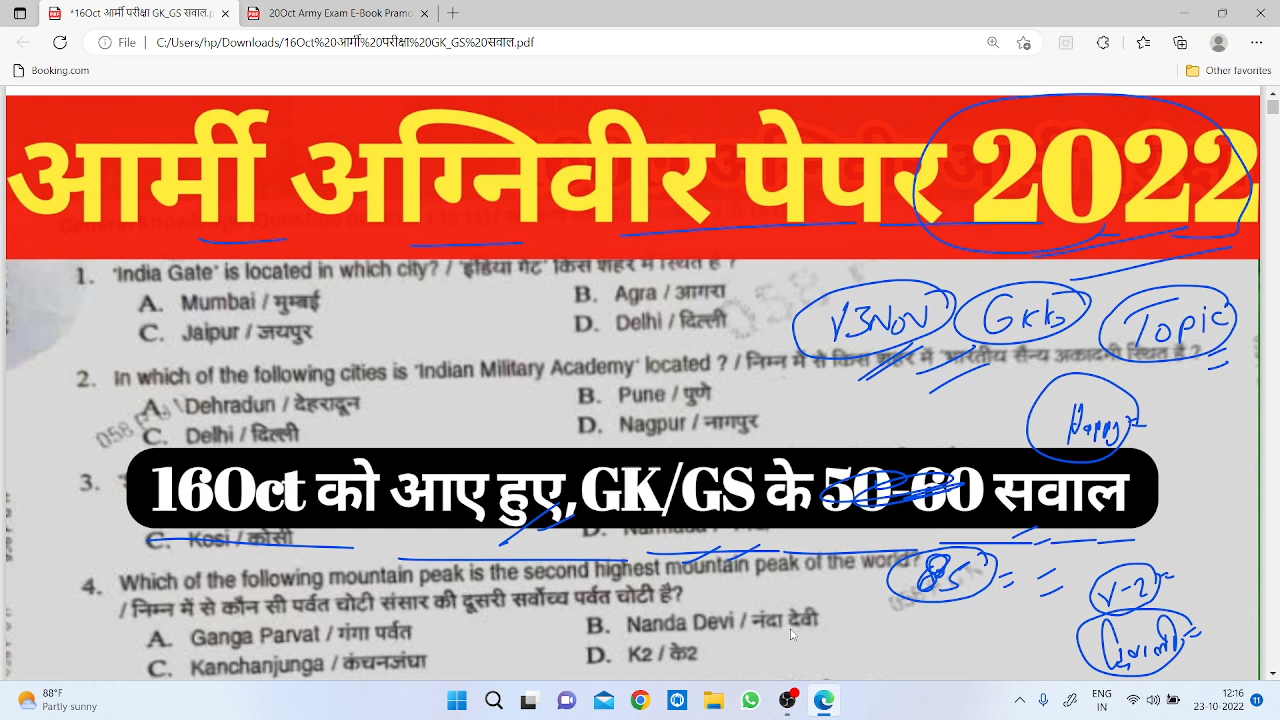 *16Oct आर्मी परीक्षा GK_GS सवाल.p
20Oct Army Exam E-Book Pramo
File | C:/Users/hp/Downloads/16Oct%20आर्मी%20परीक्षा%20GK_GS%20सवाल.pdf
Booking.com
Other favorites
आर्मी अग्निवीर पेपर 2022
1. 'India Gate' is located in which city? / 'इंडिया गेट' किस शहर में स्थित है ?
A. Mumbai / मुम्बई
B. Agra / आगरा
C. Jaipur / जयपुर
D. Delhi / दिल्ली
13Nov
Topic
2. In which of the following cities is 'Indian Military Academy' located ? / निम्न में से किस शहर में 'भारतीय सैन्य अकादमी' स्थित है ?
A. Dehradun / देहरादून
B. Pune / पुणे
C. Delhi / दिल्ली
D. Nagpur / नागपुर
Happy
3.
16Oct को आए हुए,GK/GS के 50-60 सवाल
C. Kosi / कोसी
D. Narmada
85
4. Which of the following mountain peak is the second highest mountain peak of the world?
/ निम्न में से कौन सी पर्वत चोटी संसार की दूसरी सर्वोच्च पर्वत चोटी है?
A. Ganga Parvat / गंगा पर्वत
B. Nanda Devi / नंदा देवी
C. Kanchanjunga / कंचनजंघा
D. K2 / के2
88°F
Partly sunny
ENG
IN
8:16
23-10-2022
11